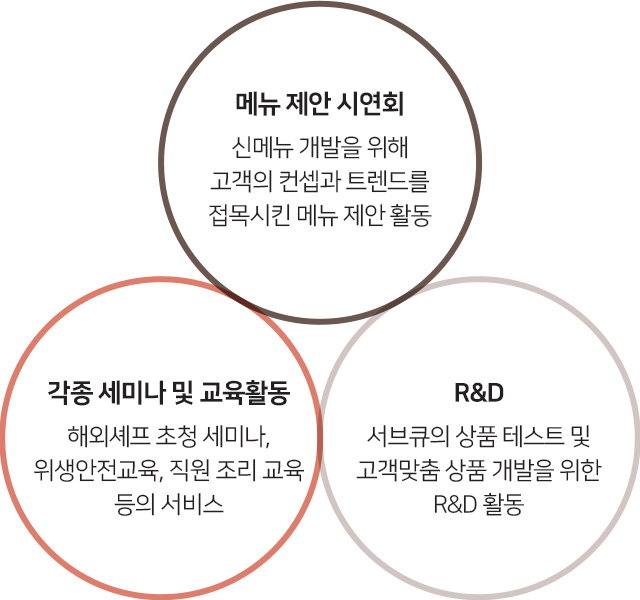 메뉴 제안 시연회
신메뉴 개발을 위해
고객의 컨셉과 트렌드를
접목시킨 메뉴 제안 활동
각종 세미나 및 교육활동
해외셰프 초청 세미나,
위생안전교육, 직원 조리 교육
등의 서비스
R&D
서브큐의 상품 테스트 및
고객맞춤 상품 개발을 위한
R&D 활동